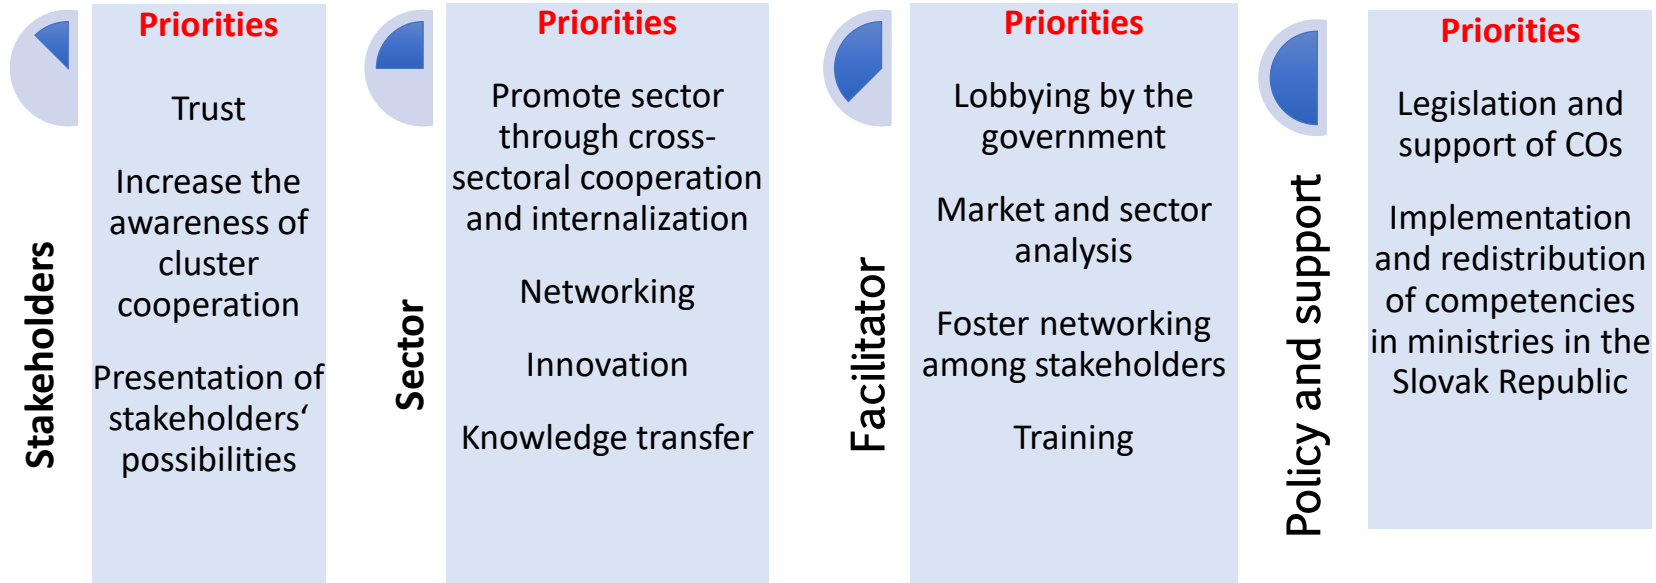 Stakeholders
Priorities
Trust
Increase the
awareness of
cluster
cooperation
Presentation of
stakeholders‘
possibilities
Sector
Priorities
Promote sector
through cross-
sectoral cooperation
and internalization
Networking
Innovation
Knowledge transfer
Facilitator
Priorities
Lobbying by the
government
Market and sector
analysis
Foster networking
among stakeholders
Training
Policy and support
Priorities
Legislation and
support of COs
Implementation
and redistribution
of competencies
in ministries in the
Slovak Republic